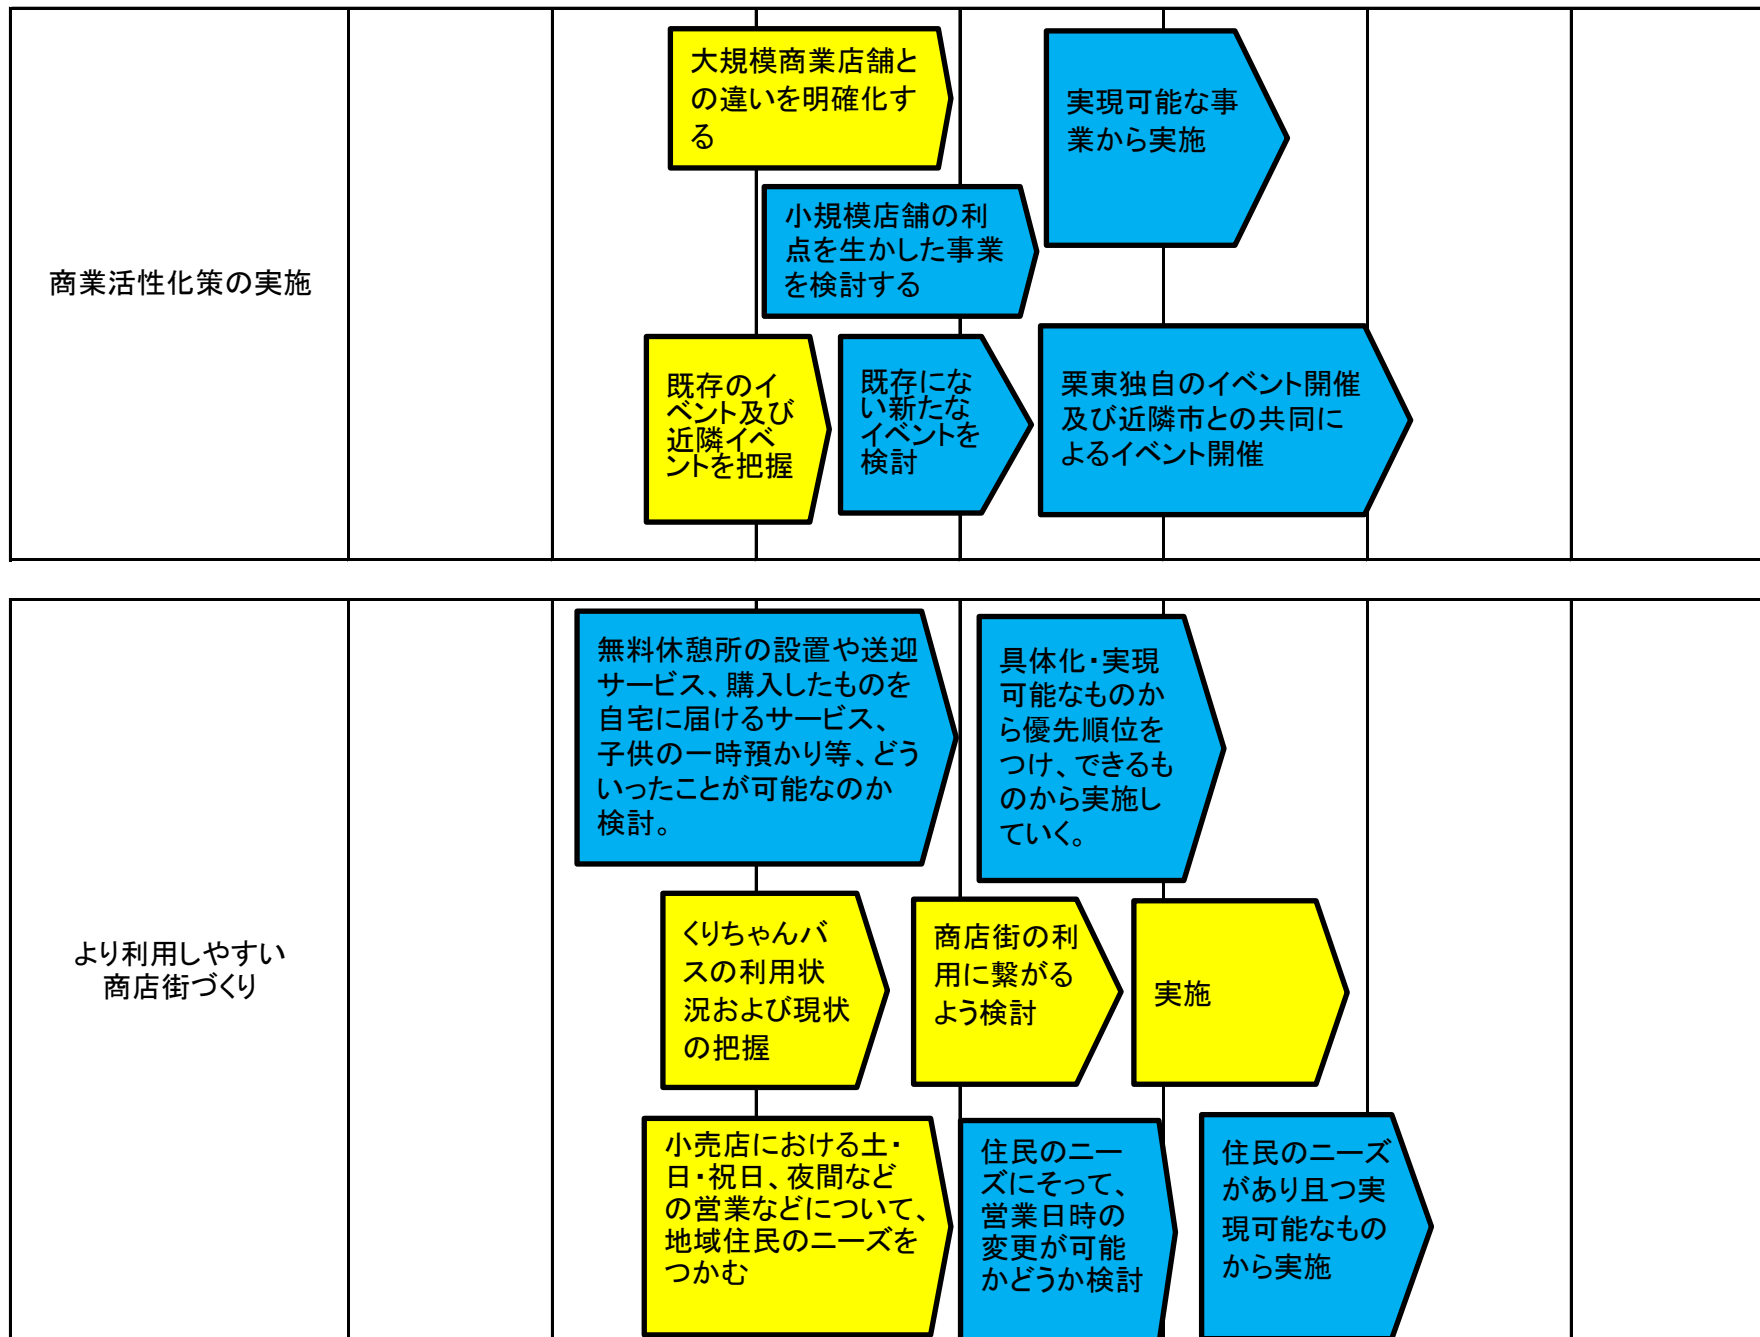 商業活性化策の実施
大規模商業店舗と
の違いを明確化す
る
実現可能な事
業から実施
小規模店舗の利
点を生かした事業
を検討する
既存のイ
ベント及び
近隣イベ
ントを把握
既存にな
い新たな
イベントを
検討
栗東独自のイベント開催
及び近隣市との共同に
よるイベント開催
より利用しやすい
商店街づくり
無料休憩所の設置や送迎
サービス、購入したものを
自宅に届けるサービス、
子供の一時預かり等、どう
いったことが可能なのか
検討。
具体化・実現
可能なものか
ら優先順位を
つけ、できるも
のから実施し
ていく。
くりちゃんバ
スの利用状
況および現状
の把握
商店街の利
用に繋がる
よう検討
実施
小売店における土・
日・祝日、夜間など
の営業などについて、
地域住民のニーズを
つかむ
住民のニー
ズにそって、
営業日時の
変更が可能
かどうか検討
住民のニーズ
があり且つ実
現可能なもの
から実施